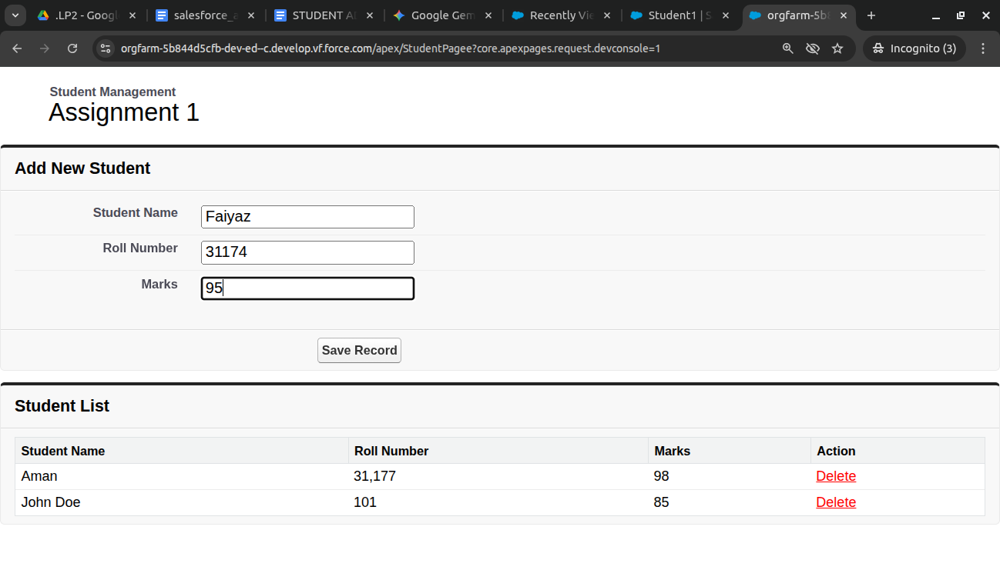 .LP2 - Googl
salesforce_a
STUDENT A
Google Gem
Recently Vie
Student1 | S
orgfarm-5b8
orgfarm-5b844d5cfb-dev-ed--c.develop.vf.force.com/apex/StudentPagee?core.apexpages.request.devconsole=1
Incognito (3)
Student Management
Assignment 1
Add New Student
Student Name Faiyaz
Roll Number 31174
Marks 95
Save Record
Student List
Student Name Roll Number Marks Action
Aman 31,177 98 Delete
John Doe 101 85 Delete